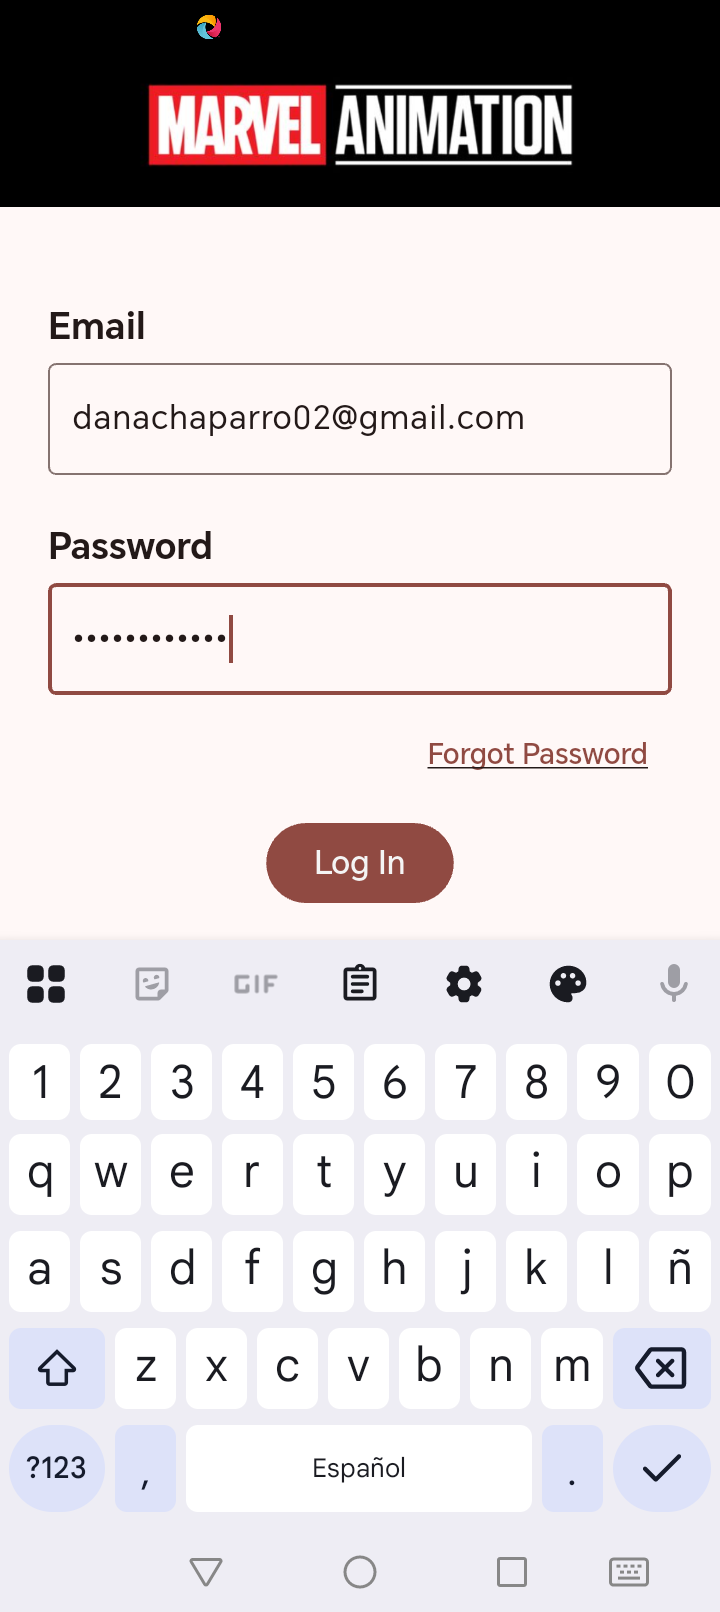 MARVEL ANIMATION
Email
danachaparro02@gmail.com
Password
••••••••••••
Forgot Password
Log In
GIF
1 2 3 4 5 6 7 8 9 0
q w e r t y u i o p
a s d f g h j k l ñ
z x c v b n m
?123 , Español .